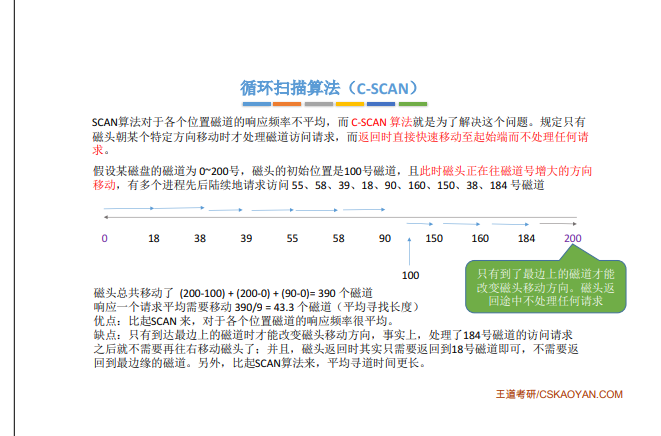 循环扫描算法（C-SCAN）
SCAN算法对于各个位置磁道的响应频率不平均，而 C-SCAN 算法就是为了解决这个问题。规定只有
磁头朝某个特定方向移动时才处理磁道访问请求，而返回时直接快速移动至起始端而不处理任何请
求。
假设某磁盘的磁道为 0~200号，磁头的初始位置是100号磁道，且此时磁头正在往磁道号增大的方向
移动，有多个进程先后陆续地请求访问 55、58、39、18、90、160、150、38、184 号磁道
0 18 38 39 55 58 90 150 160 184 200
100
只有到了最边上的磁道才能
改变磁头移动方向。磁头返
回途中不处理任何请求
磁头总共移动了 (200-100) + (200-0) + (90-0)= 390 个磁道
响应一个请求平均需要移动 390/9 = 43.3 个磁道（平均寻找长度）
优点：比起SCAN 来，对于各个位置磁道的响应频率很平均。
缺点：只有到达最边上的磁道时才能改变磁头移动方向，事实上，处理了184号磁道的访问请求
之后就不需要再往右移动磁头了；并且，磁头返回时其实只需要返回到18号磁道即可，不需要返
回到最边缘的磁道。另外，比起SCAN算法来，平均寻道时间更长。
王道考研/CSKAOYAN.COM